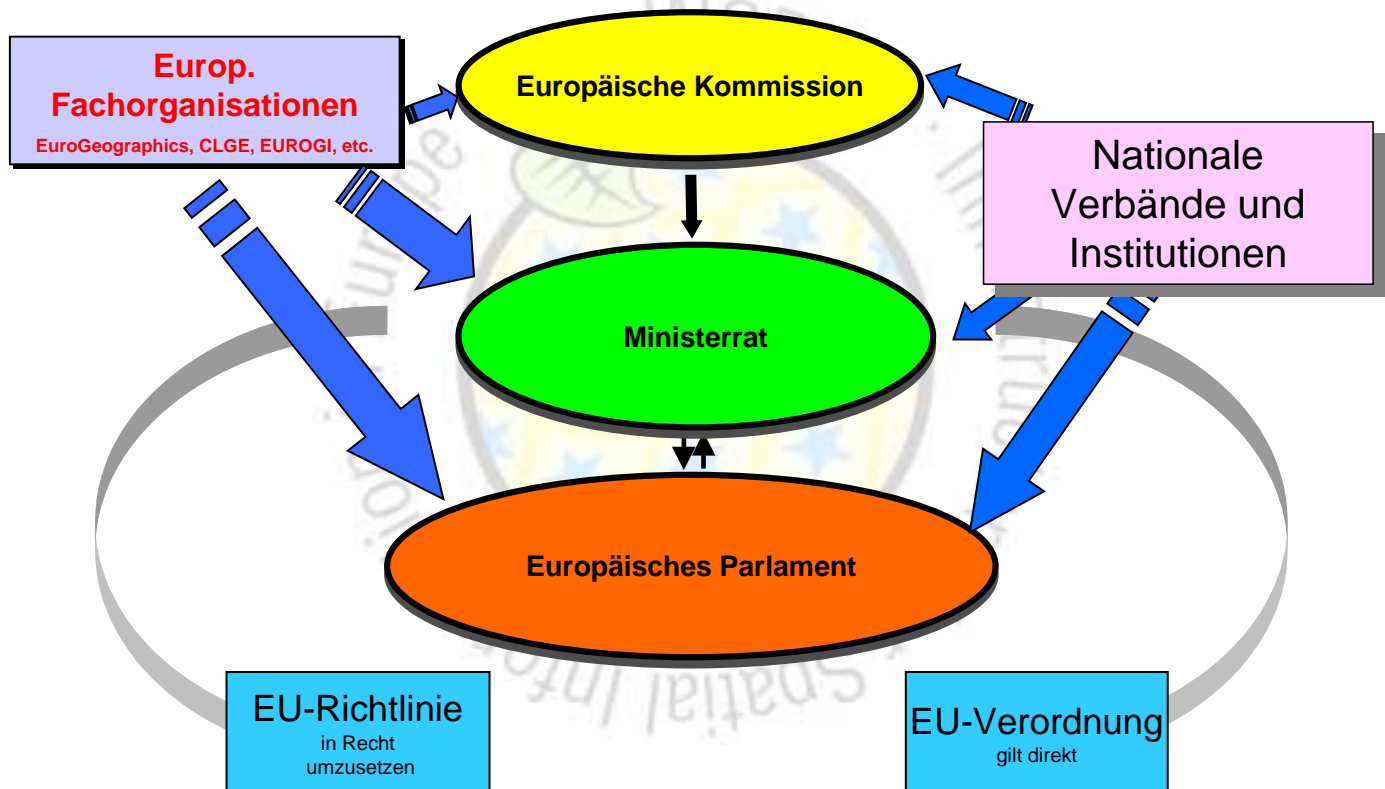 Europ.
Fachorganisationen
EuroGeographics, CLGE, EUROGI, etc.
Europäische Kommission
Nationale
Verbände und
Institutionen
Ministerrat
Europäisches Parlament
EU-Richtlinie
in Recht
umzusetzen
EU-Verordnung
gilt direkt
Spatial